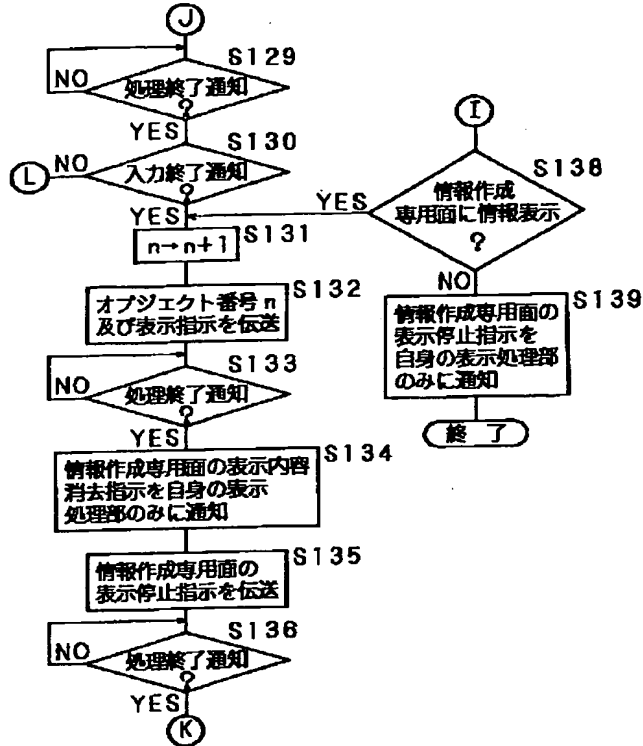 J
S129
NO
処理終了通知
?
YES
S130
NO
L
入力終了通知
?
YES
S131
n→n+1
S132
オブジェクト番号n
及び表示指示を伝送
S133
NO
処理終了通知
?
YES
S134
情報作成専用面の表示内容
消去指示を自身の表示
処理部のみに通知
S135
情報作成専用面の
表示停止指示を伝送
S136
NO
処理終了通知
?
YES
K
I
S138
YES
情報作成
専用面に情報表示
?
NO
S139
情報作成専用面の
表示停止指示を
自身の表示処理部
のみに通知
終了